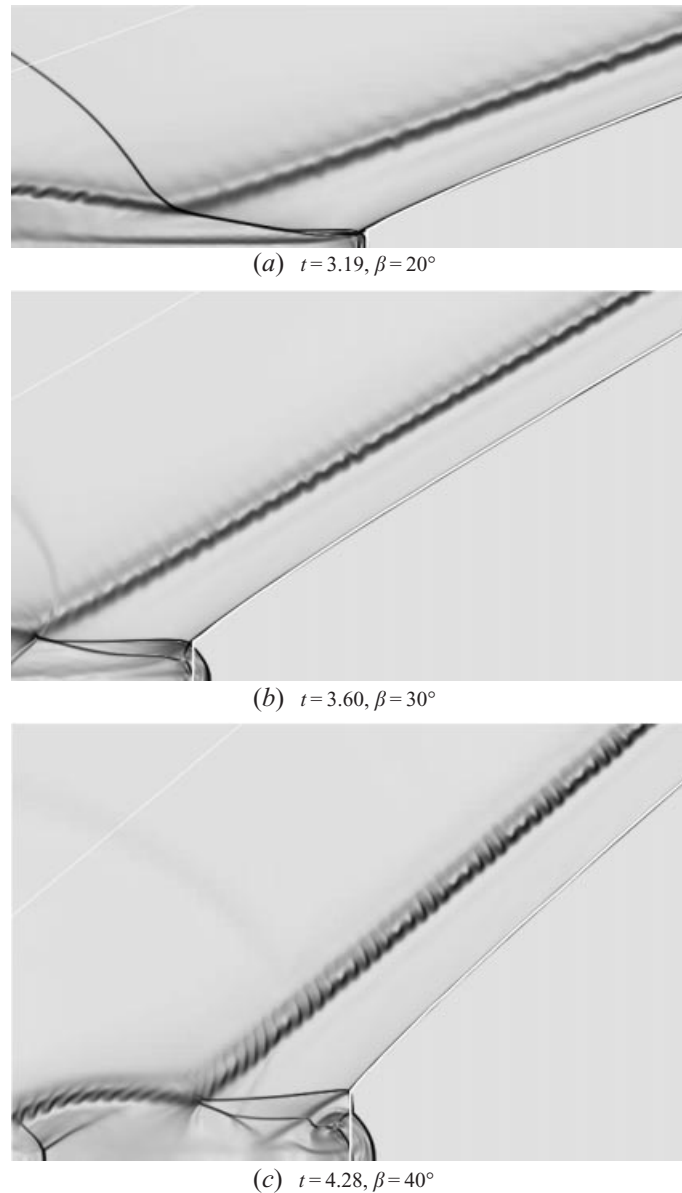 (a) t = 3.19, β = 20°
(b) t = 3.60, β = 30°
(c) t = 4.28, β = 40°